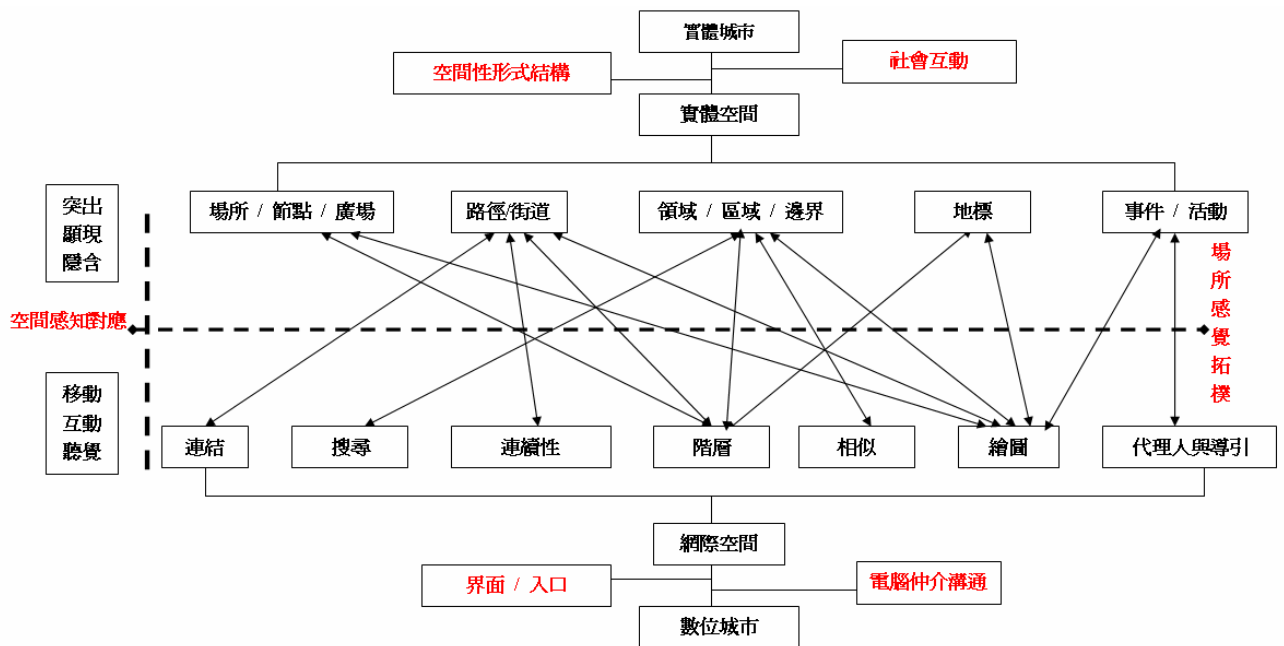 實體城市
空間性形式結構
社會互動
實體空間
突出
顯現
隱含
場所 / 節點 / 廣場
路徑/街道
領域 / 區域 / 邊界
地標
事件 / 活動
空間感知對應
場
所
感
覺
拓
樸
移動
互動
聽覺
連結
搜尋
連續性
階層
相似
繪圖
代理人與導引
網際空間
界面 / 入口
電腦仲介溝通
數位城市